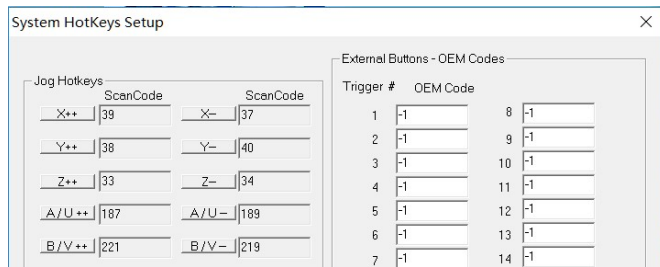 System HotKeys Setup
Jog Hotkeys
ScanCode ScanCode
X++ 39 X- 37
Y++ 38 Y- 40
Z++ 33 Z- 34
A/U ++ 187 A/U - 189
B/V ++ 221 B/V - 219
External Buttons - OEM Codes
Trigger # OEM Code
1 -1 8 -1
2 -1 9 -1
3 -1 10 -1
4 -1 11 -1
5 -1 12 -1
6 -1 13 -1
7 -1 14 -1